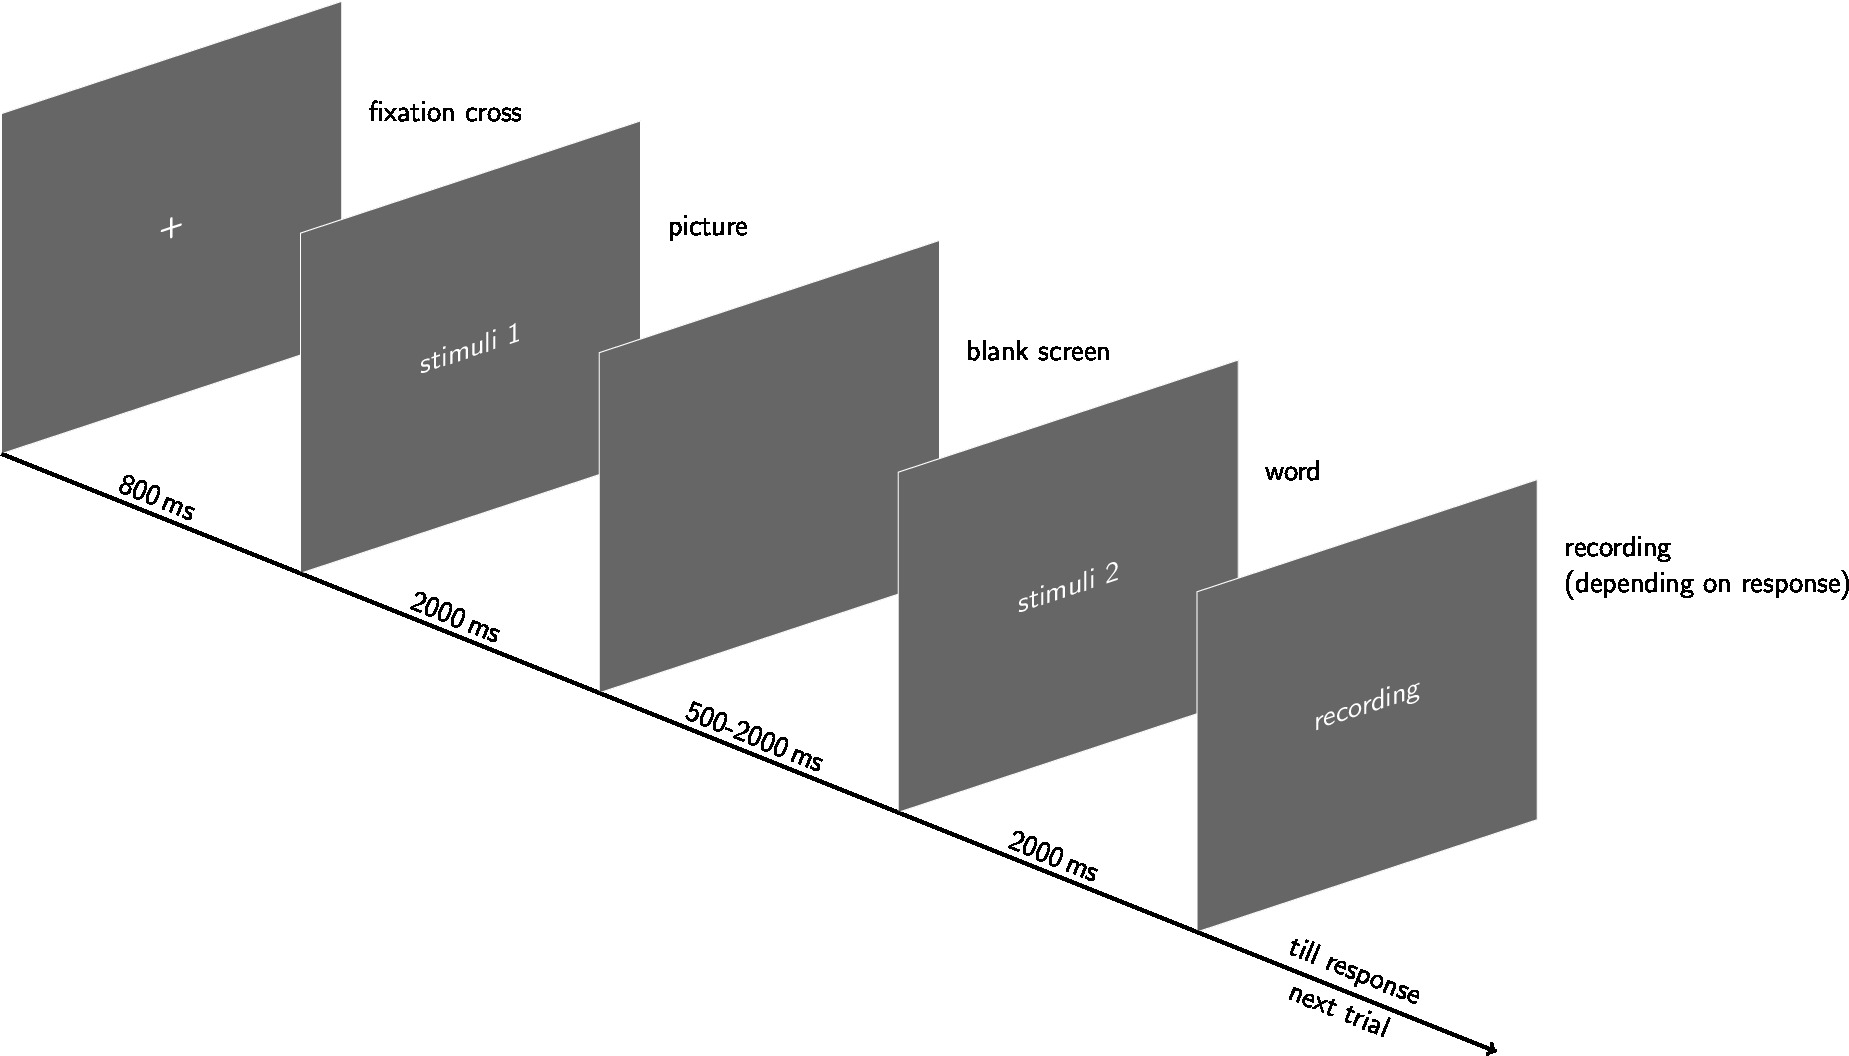 +
fixation cross
stimuli 1
picture
blank screen
stimuli 2
word
recording
recording
(depending on response)
800 ms
2000 ms
500-2000 ms
2000 ms
till response
next trial